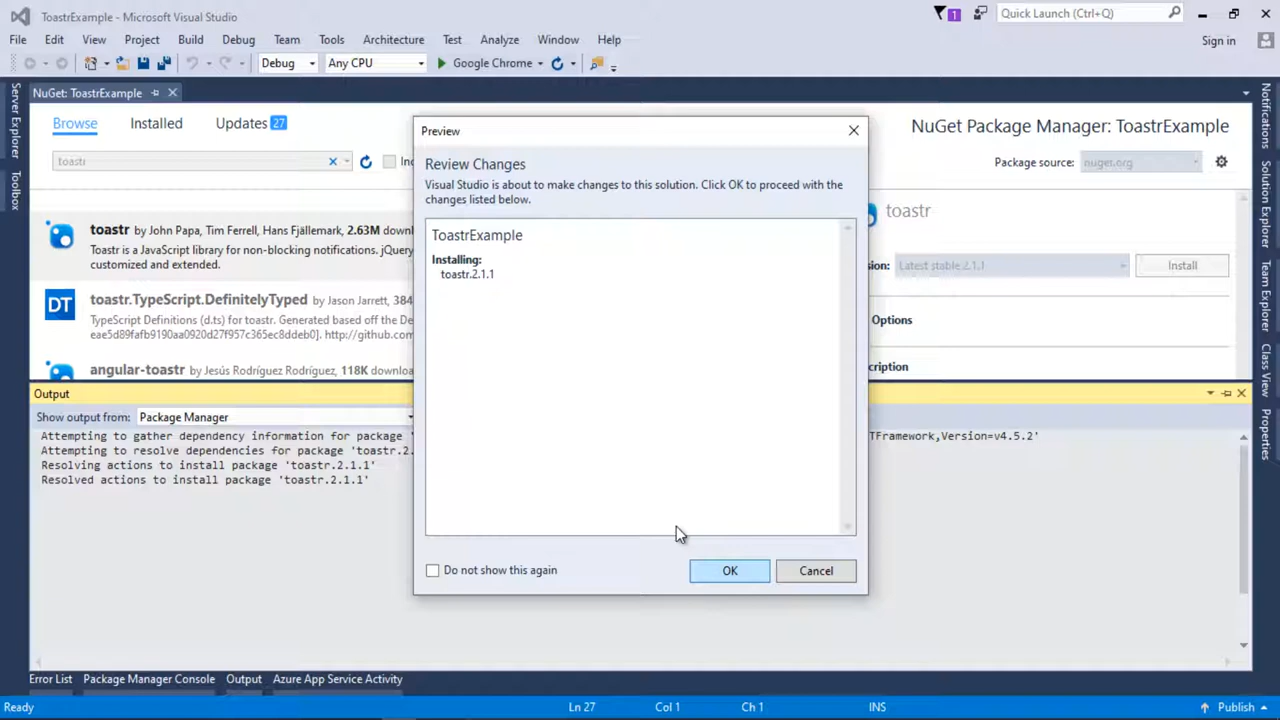 ToastrExample - Microsoft Visual Studio
1
Quick Launch (Ctrl+Q)
File Edit View Project Build Debug Team Tools Architecture Test Analyze Window Help
Sign in
Debug Any CPU Google Chrome
Server Explorer
Toolbox
NuGet: ToastrExample
Browse Installed Updates 27
NuGet Package Manager: ToastrExample
toastr
Package source: nuget.org
toastr by John Papa, Tim Ferrell, Hans Fjällemark, 2.63M
Toastr is a JavaScript library for non-blocking notifications.
customized and extended.
DT
toastr.TypeScript.DefinitelyTyped by Jason Jarrett, 384
TypeScript Definitions (d.ts) for toastr. Generated based off the
eae5d89fafb9190aa0920d27f957c365ec8ddeb0]. http://github.com
angular-toastr by Jesús Rodríguez Rodríguez, 118K
toastr
Latest stable 2.1.1 Install
Options
Preview
Review Changes
Visual Studio is about to make changes to this solution. Click OK to proceed with the
changes listed below.
ToastrExample
Installing:
toastr.2.1.1
Do not show this again
OK Cancel
Output
Show output from: Package Manager
Attempting to gather dependency information for package '
TFramework,Version=v4.5.2'
Attempting to resolve dependencies for package 'toastr.2.
Resolving actions to install package 'toastr.2.1.1'
Resolved actions to install package 'toastr.2.1.1'
Notifications
Solution Explorer
Team Explorer
Class View
Properties
Error List Package Manager Console Output Azure App Service Activity
Ready Ln 27 Col 1 Ch 1 INS Publish